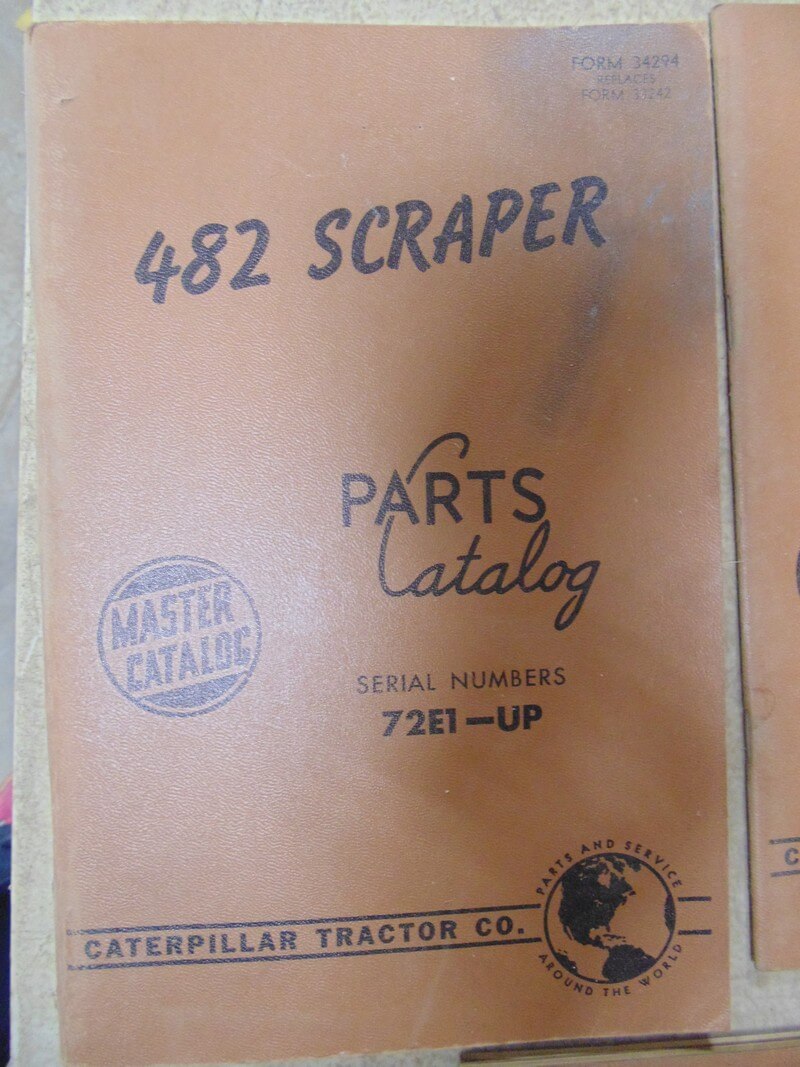 FORM 34294
REPLACES
FORM 33242
482 SCRAPER
PARTS
Catalog
MASTER
CATALOG
SERIAL NUMBERS
72E1—UP
CATERPILLAR TRACTOR CO.
PARTS AND SERVICE
AROUND THE WORLD
C